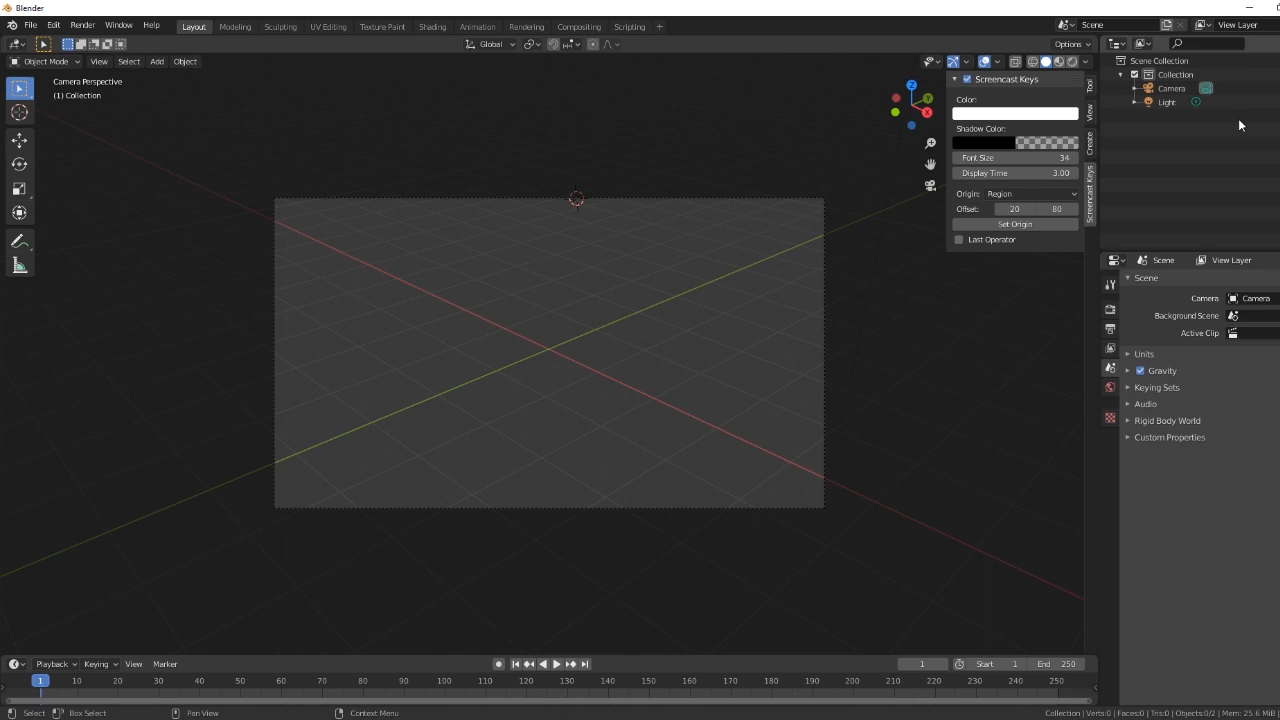 Blender
File Edit Render Window Help Layout Modeling Sculpting UV Editing Texture Paint Shading Animation Rendering Compositing Scripting + Scene View Layer
Global Options
Object Mode View Select Add Object
Camera Perspective
(1) Collection
Z
Y
X
Screencast Keys
Color:
Shadow Color:
Font Size 34
Display Time 3.00
Origin: Region
Offset: 20 80
Set Origin
Last Operator
Tool
View
Create
Screencast Keys
Scene Collection
Collection
Camera
Light
Scene View Layer
Scene
Camera Camera
Background Scene
Active Clip
Units
Gravity
Keying Sets
Audio
Rigid Body World
Custom Properties
Playback Keying View Marker 1 Start 1 End 250
1 10 20 30 40 50 60 70 80 90 100 110 120 130 140 150 160 170 180 190 200 210 220 230 240 250
Select Box Select Pan View Context Menu Collection | Verts:0 | Faces:0 | Tris:0 | Objects:0/2 | Mem: 25.6 MiB